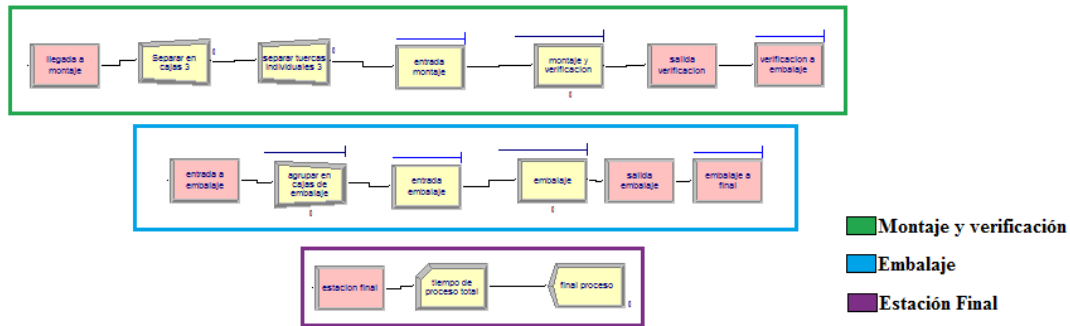 llegada a
montaje
Separar en
cajas 3
separar tuercas
individuales 3
entrada
montaje
montaje y
verificacion
salida
verificacion
verificacion a
embalaje
entrada a
embalaje
agrupar en
cajas de
embalaje
entrada
embalaje
embalaje
salida
embalaje
embalaje a
final
estacion final
tiempo de
proceso total
final proceso
Montaje y verificación
Embalaje
Estación Final